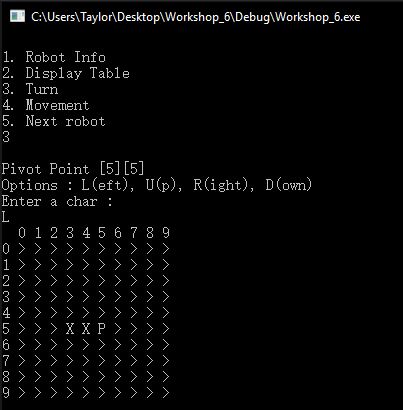 C:\Users\Taylor\Desktop\Workshop_6\Debug\Workshop_6.exe
1. Robot Info
2. Display Table
3. Turn
4. Movement
5. Next robot
3
Pivot Point [5][5]
Options : L(eft), U(p), R(ight), D(own)
Enter a char :
L
  0 1 2 3 4 5 6 7 8 9
0 > > > > > > > > > >
1 > > > > > > > > > >
2 > > > > > > > > > >
3 > > > > > > > > > >
4 > > > > > > > > > >
5 > > > X X P > > > >
6 > > > > > > > > > >
7 > > > > > > > > > >
8 > > > > > > > > > >
9 > > > > > > > > > >